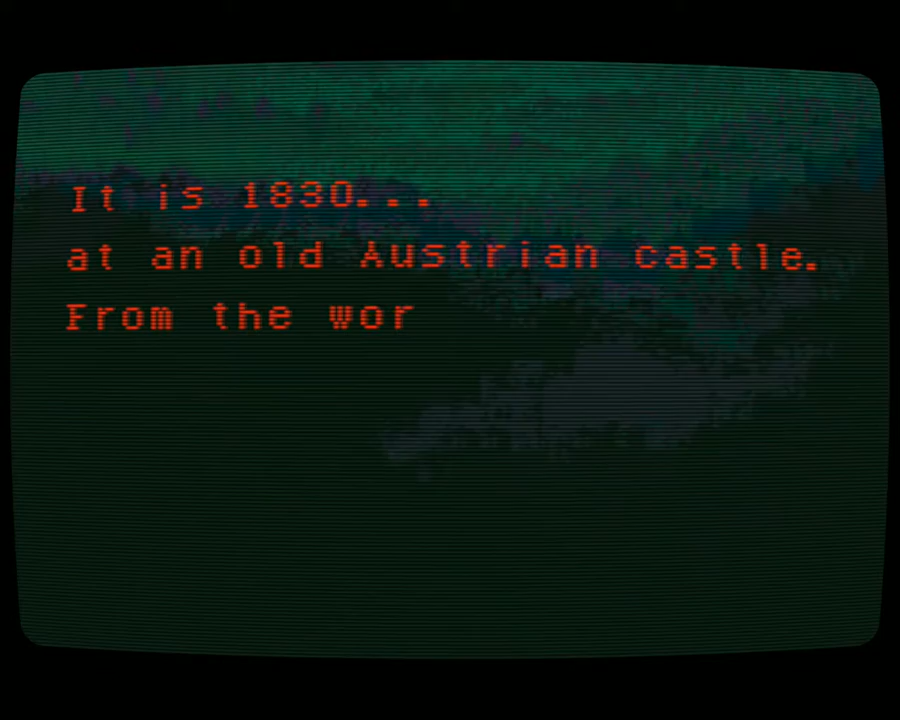 It is 1830...
at an old Austrian castle.
From the wor